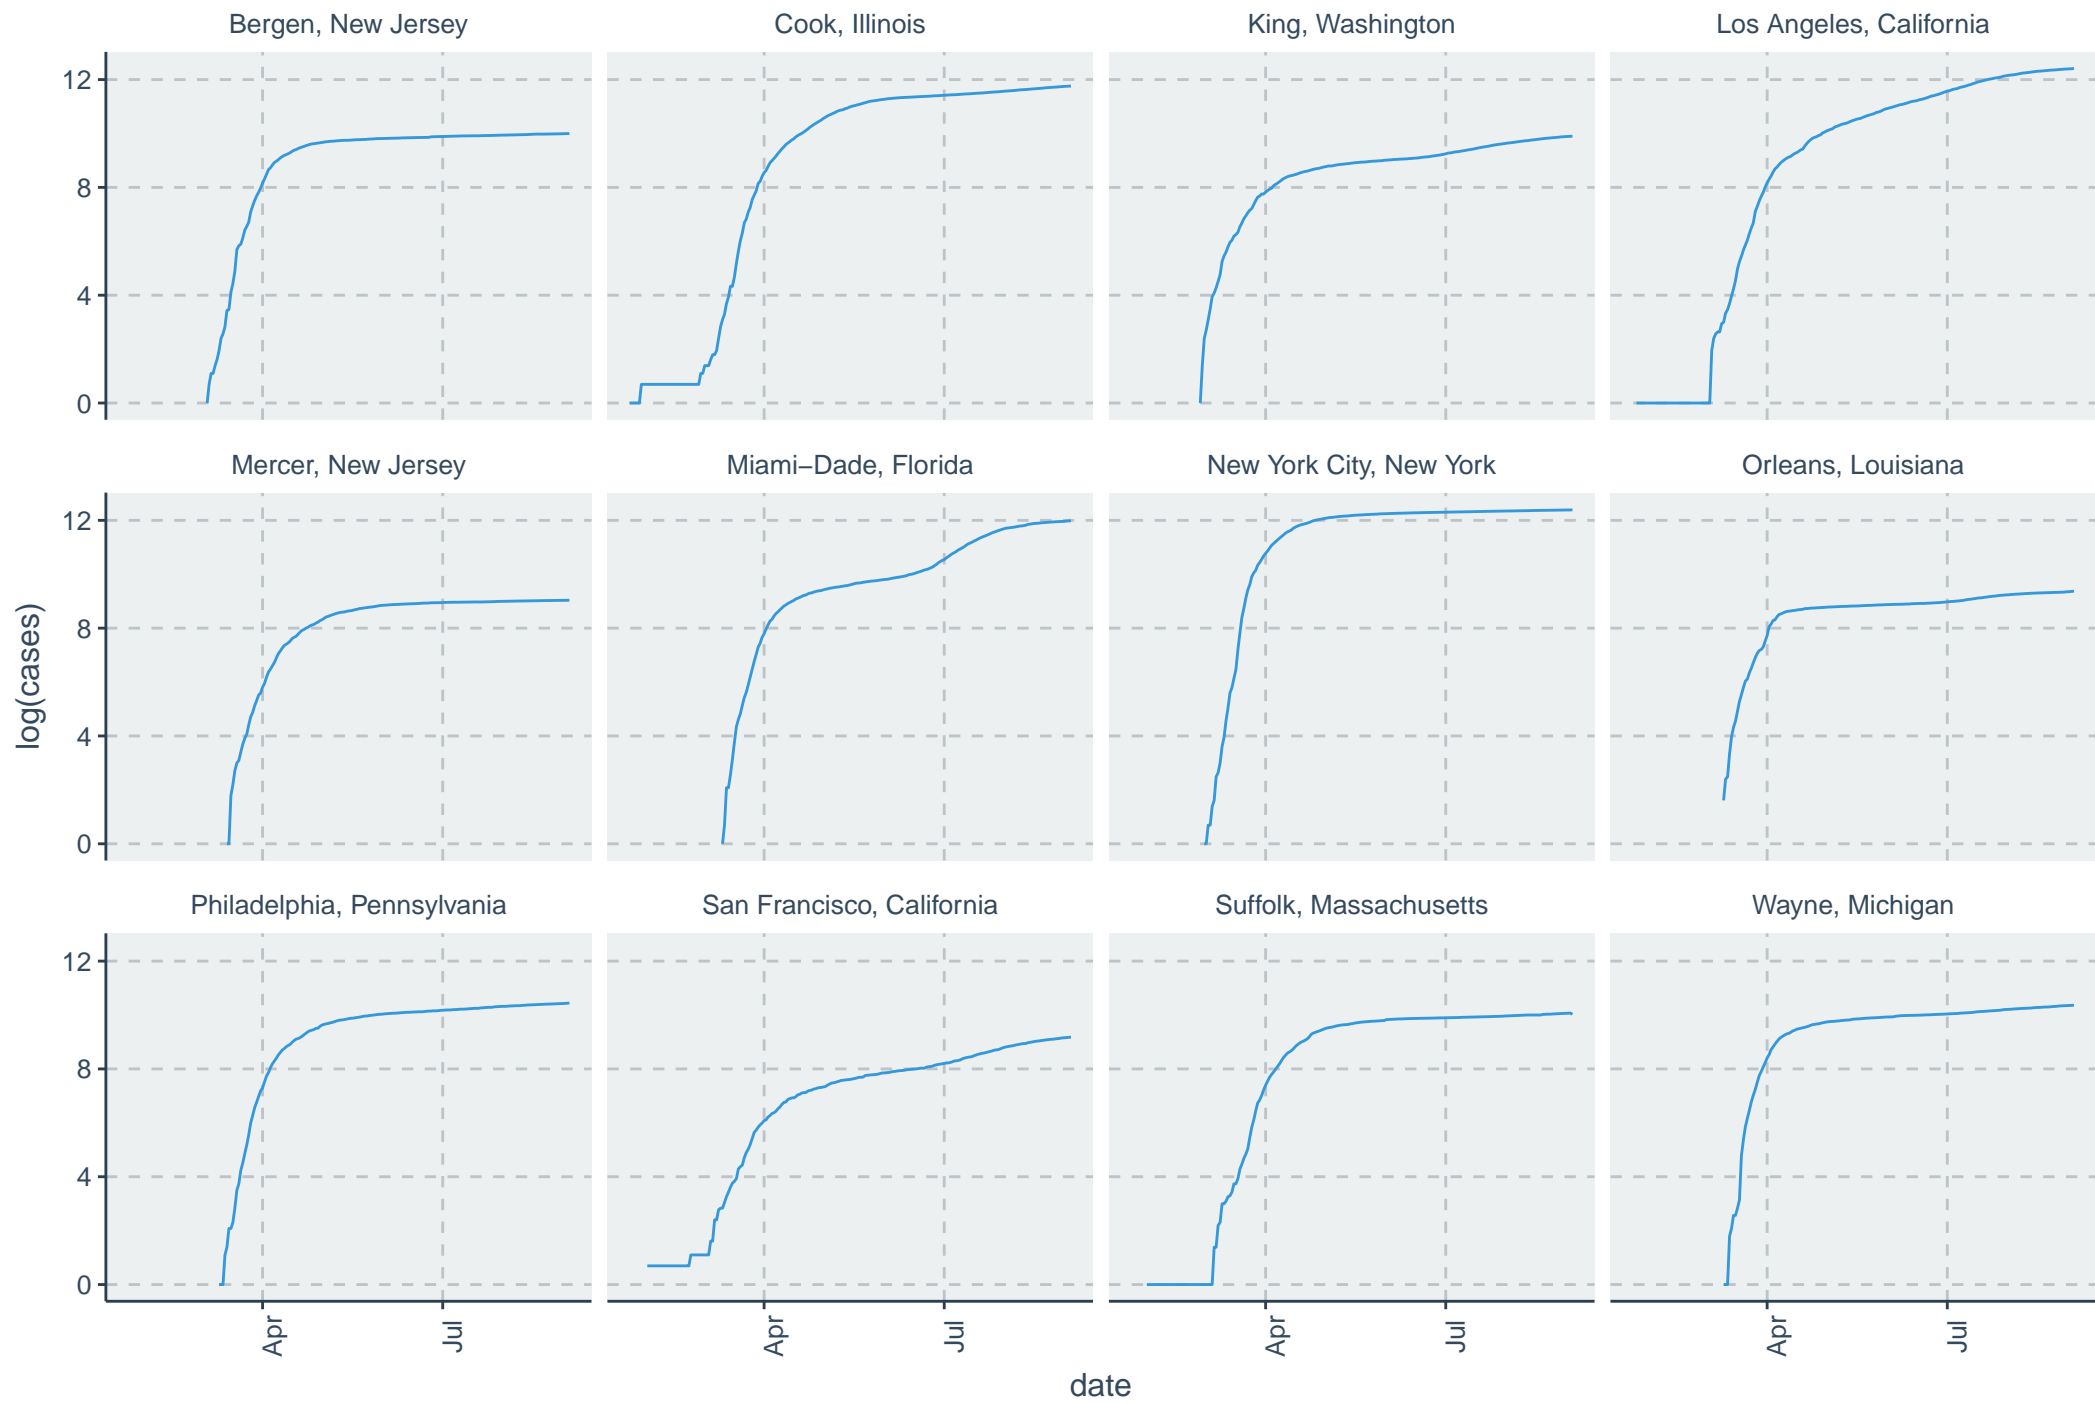 Bergen, New Jersey
Cook, Illinois
King, Washington
Los Angeles, California
12
8
4
0
Mercer, New Jersey
Miami−Dade, Florida
New York City, New York
Orleans, Louisiana
12
8
4
0
log(cases)
Philadelphia, Pennsylvania
San Francisco, California
Suffolk, Massachusetts
Wayne, Michigan
12
8
4
0
Apr
Jul
Apr
Jul
Apr
Jul
Apr
Jul
date